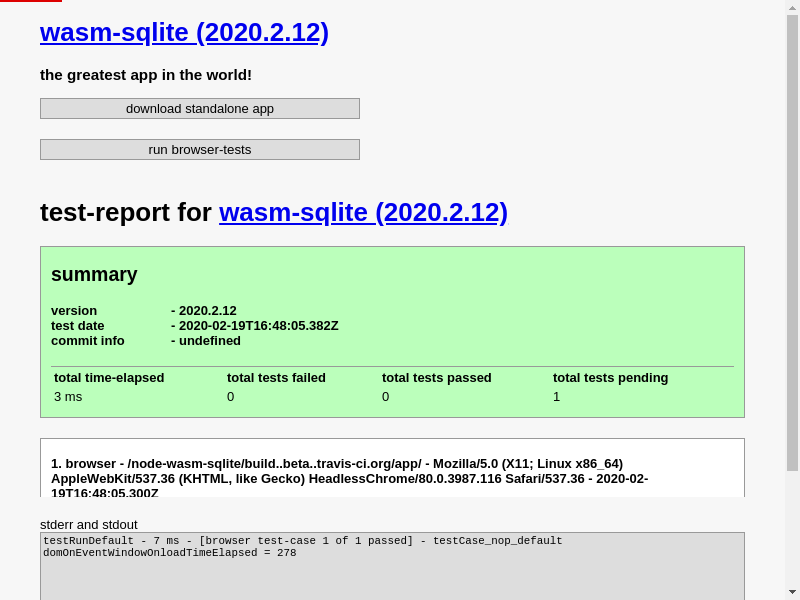 wasm-sqlite (2020.2.12)
the greatest app in the world!
download standalone app
run browser-tests
test-report for wasm-sqlite (2020.2.12)
summary
version - 2020.2.12
test date - 2020-02-19T16:48:05.382Z
commit info - undefined
total time-elapsed total tests failed total tests passed total tests pending
3 ms 0 0 1
1. browser - /node-wasm-sqlite/build..beta..travis-ci.org/app/ - Mozilla/5.0 (X11; Linux x86_64)
AppleWebKit/537.36 (KHTML, like Gecko) HeadlessChrome/80.0.3987.116 Safari/537.36 - 2020-02-
19T16:48:05.300Z
stderr and stdout
testRunDefault - 7 ms - [browser test-case 1 of 1 passed] - testCase_nop_default
domOnEventWindowOnloadTimeElapsed = 278